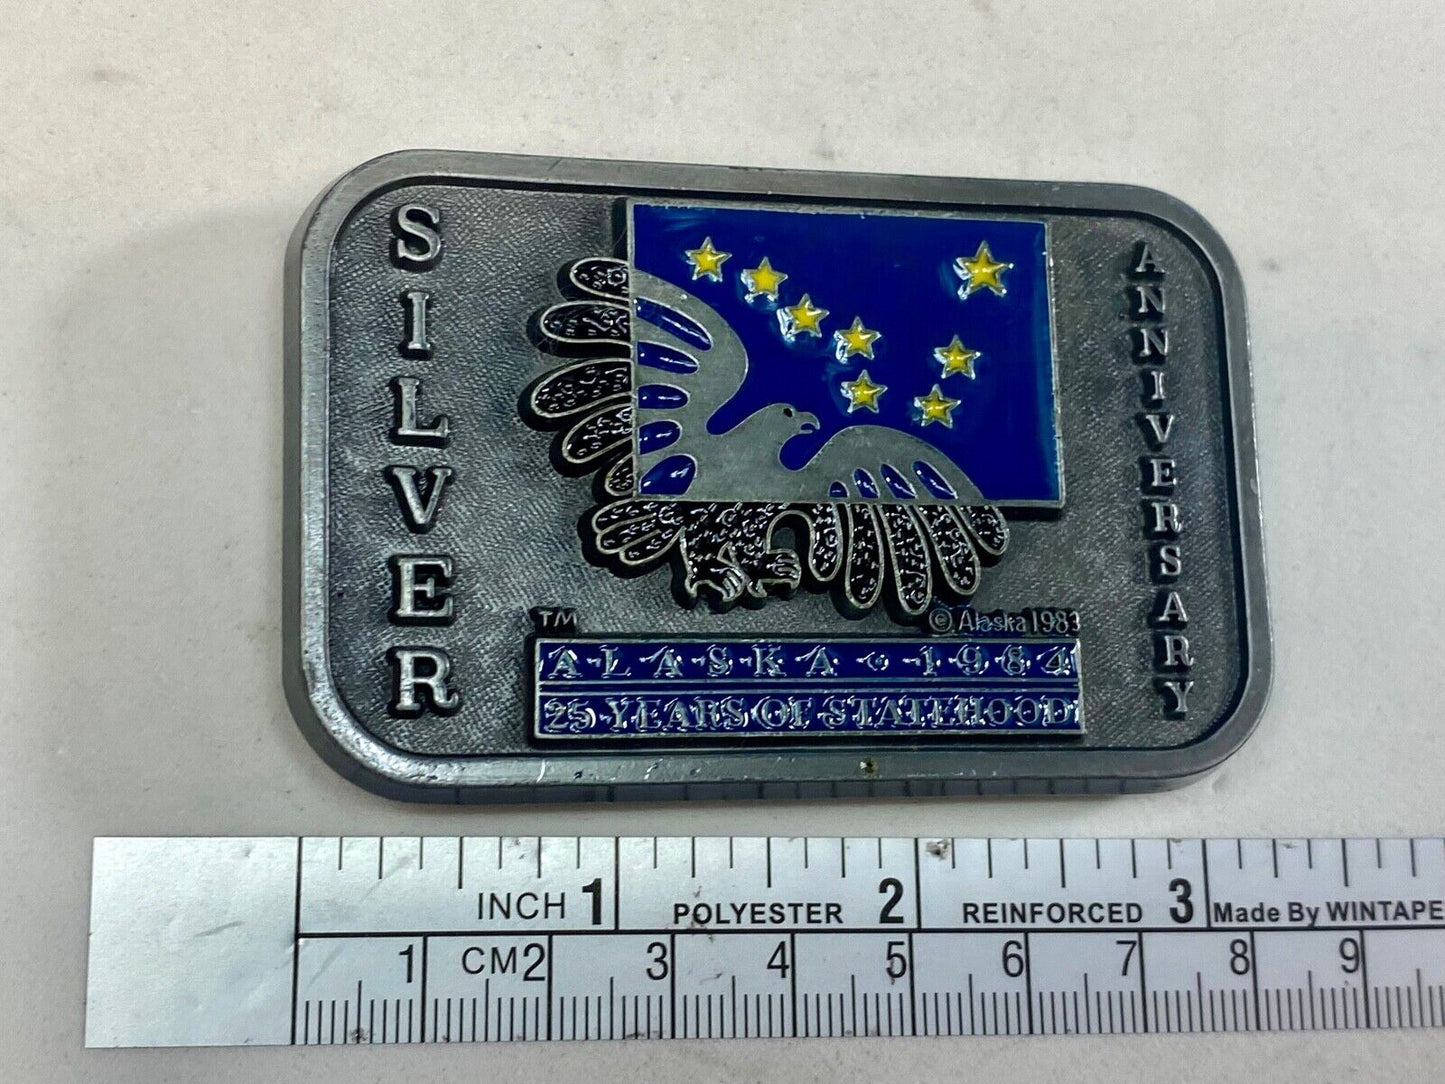 SILVER
ANNIVERSARY
TM
© Alaska 1983
ALASKA • 1984
25 YEARS OF STATEHOOD
INCH 1 POLYESTER 2 REINFORCED 3 Made By WINTAPE
1 CM 2 3 4 5 6 7 8 9